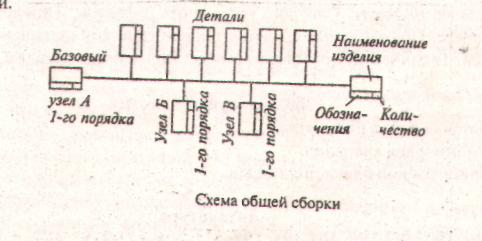 и.
Детали
Базовый
узел А
1-го порядка
Узел Б
1-го порядка
Узел В
1-го порядка
Наименование
изделия
Обозна-
чения
Коли-
чество
Схема общей сборки